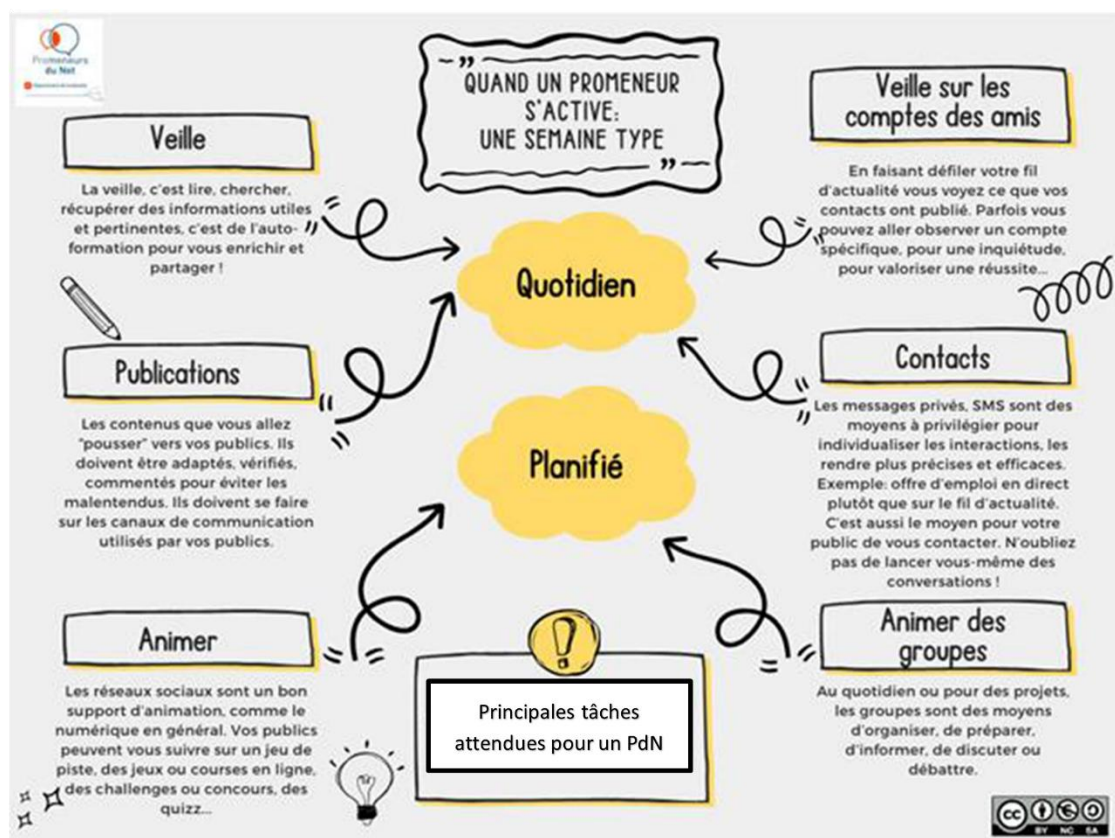 Promeneurs
du Net
QUAND UN PROMENEUR
S'ACTIVE:
UNE SEMAINE TYPE
Veille
La veille, c'est lire, chercher,
récupérer des informations utiles
et pertinentes, c'est de l'auto-
formation pour vous enrichir et
partager !
Veille sur les
comptes des amis
En faisant défiler votre fil
d'actualité vous voyez ce que vos
contacts ont publié. Parfois vous
pouvez aller observer un compte
spécifique, pour une inquiétude,
pour valoriser une réussite...
Quotidien
Publications
Les contenus que vous allez
"pousser" vers vos publics. Ils
doivent être adaptés, vérifiés,
commentés pour éviter les
malentendus. Ils doivent se faire
sur les canaux de communication
utilisés par vos publics.
Contacts
Les messages privés, SMS sont des
moyens à privilégier pour
individualiser les interactions, les
rendre plus précises et efficaces.
Exemple: offre d'emploi en direct
plutôt que sur le fil d'actualité.
C'est aussi le moyen pour votre
public de vous contacter. N'oubliez
pas de lancer vous-même des
conversations !
Planifié
Animer
Les réseaux sociaux sont un bon
support d'animation, comme le
numérique en général. Vos publics
peuvent vous suivre sur un jeu de
piste, des jeux ou courses en ligne,
des challenges ou concours, des
quizz...
Principales tâches
attendues pour un PdN
Animer des
groupes
Au quotidien ou pour des projets,
les groupes sont des moyens
d'organiser, de préparer,
d'informer, de discuter ou
débattre.
cc
BY NC SA